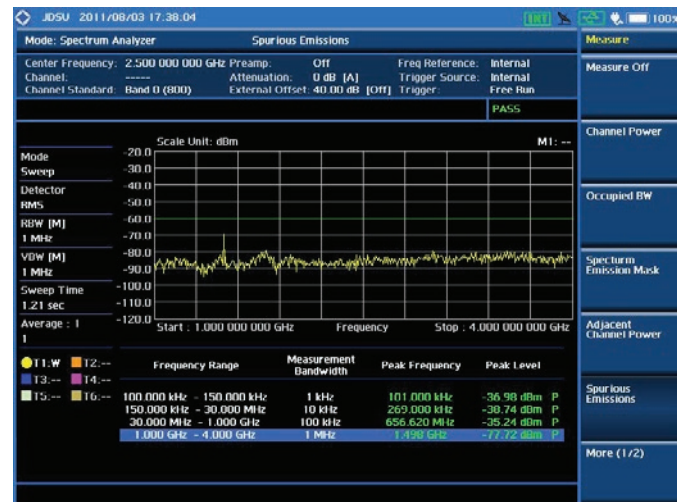 JDSU 2011/08/03 17.38.04
100%
Mode: Spectrum Analyzer Spurious Emissions
Measure
Center Frequency: 2.500 000 000 GHz Preamp: Off Freq Reference: Internal
Channel: ----- Attenuation: 0 dB [A] Trigger Source: Internal
Channel Standard: Band 0 (800) External Offset: 40.00 dB [Off] Trigger: Free Run
PASS
Measure Off
Channel Power
Occupied BW
Specturm
Emission Mask
Adjacent
Channel Power
Spurious
Emissions
More (1/2)
Scale Unit: dBm M1: --
Mode
Sweep
Detector
RMS
RBW [M]
1 MHz
VBW [M]
1 MHz
Sweep Time
1.21 sec
Average : 1
1
-20.0
-30.0
-40.0
-50.0
-60.0
-70.0
-80.0
-90.0
-100.0
-110.0
-120.0
Start : 1.000 000 000 GHz Frequency Stop : 4.000 000 000 GHz
T1:W T2:--
T3:-- T4:--
T5:-- T6:--
Frequency Range Measurement Bandwidth Peak Frequency Peak Level
100.000 kHz - 150.000 kHz 1 kHz 101.000 kHz -36.98 dBm P
150.000 kHz - 30.000 MHz 10 kHz 269.000 kHz -38.74 dBm P
30.000 MHz - 1.000 GHz 100 kHz 656.620 MHz -35.24 dBm P
1.000 GHz - 4.000 GHz 1 MHz 1.498 GHz -77.72 dBm P